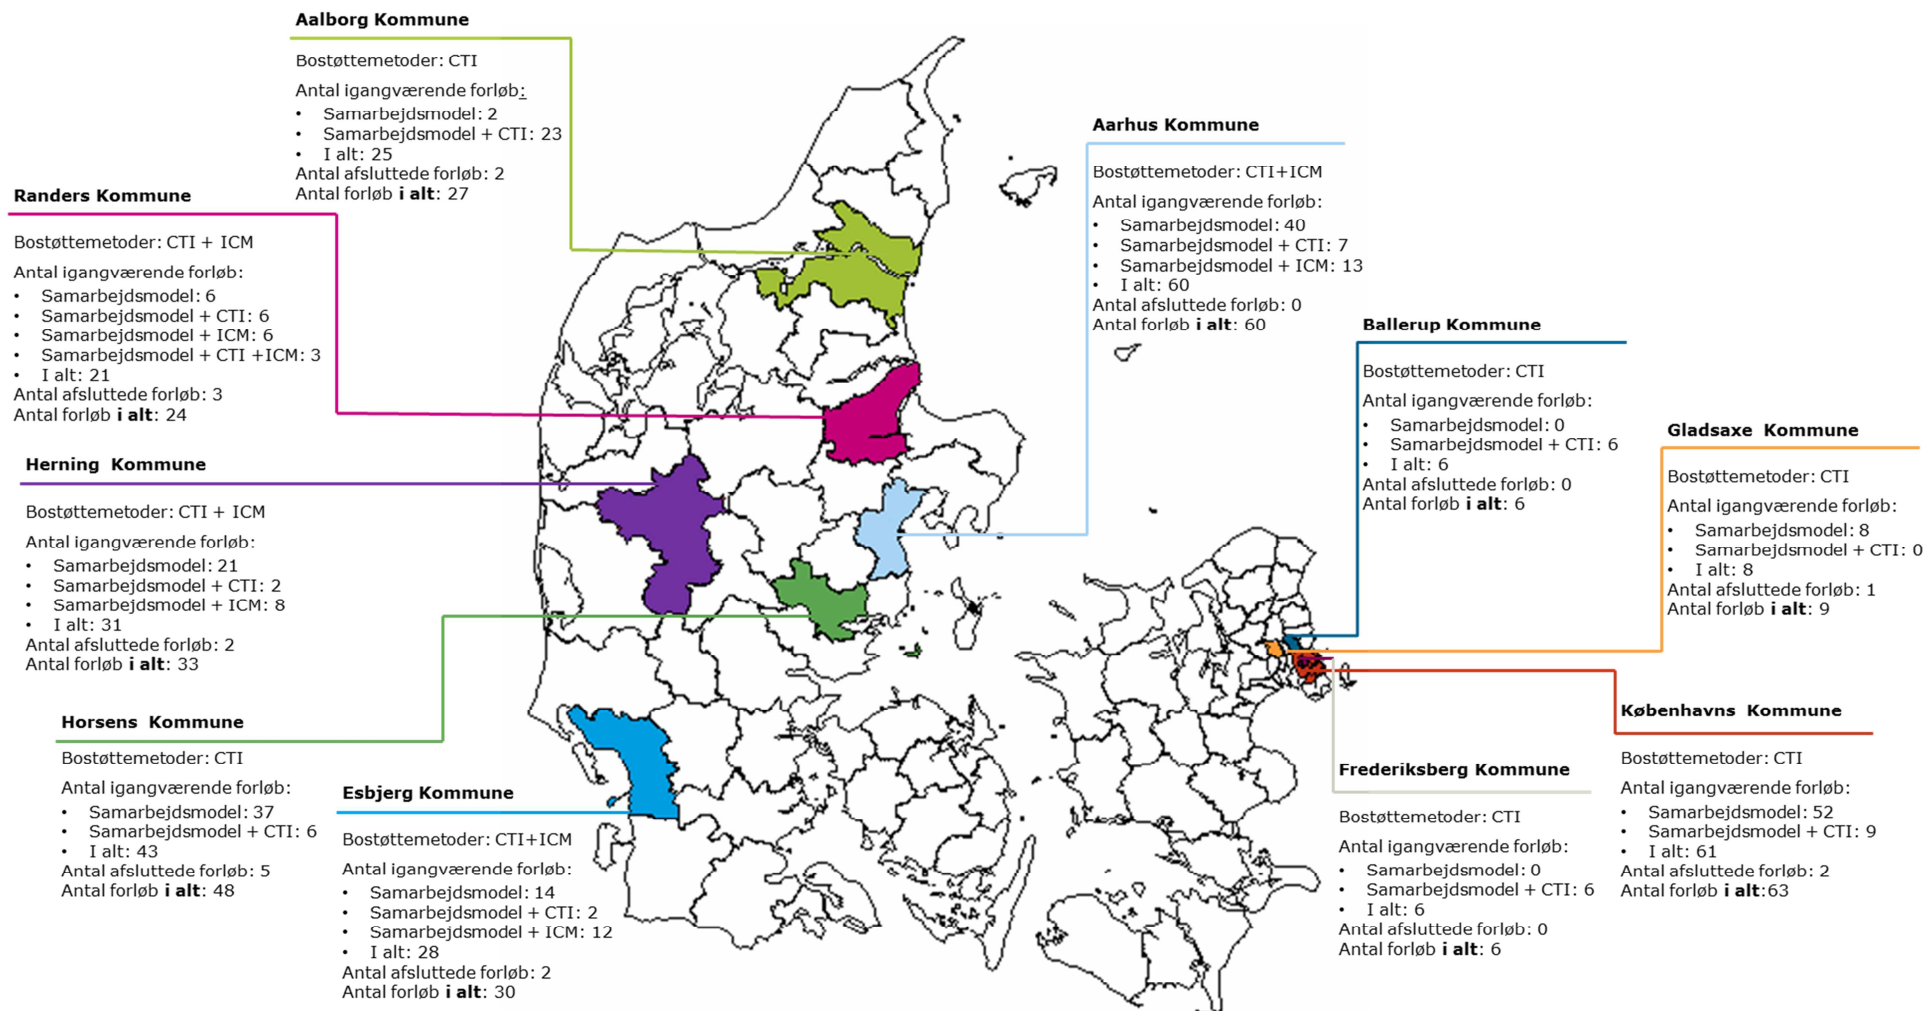 Aalborg Kommune
Bostøttemetoder: CTI
Antal igangværende forløb:
• Samarbejdsmodel: 2
• Samarbejdsmodel + CTI: 23
• I alt: 25
Antal afsluttede forløb: 2
Antal forløb i alt: 27
Randers Kommune
Bostøttemetoder: CTI + ICM
Antal igangværende forløb:
• Samarbejdsmodel: 6
• Samarbejdsmodel + CTI: 6
• Samarbejdsmodel + ICM: 6
• Samarbejdsmodel + CTI +ICM: 3
• I alt: 21
Antal afsluttede forløb: 3
Antal forløb i alt: 24
Herning Kommune
Bostøttemetoder: CTI + ICM
Antal igangværende forløb:
• Samarbejdsmodel: 21
• Samarbejdsmodel + CTI: 2
• Samarbejdsmodel + ICM: 8
• I alt: 31
Antal afsluttede forløb: 2
Antal forløb i alt: 33
Horsens Kommune
Bostøttemetoder: CTI
Antal igangværende forløb:
• Samarbejdsmodel: 37
• Samarbejdsmodel + CTI: 6
• I alt: 43
Antal afsluttede forløb: 5
Antal forløb i alt: 48
Esbjerg Kommune
Bostøttemetoder: CTI+ICM
Antal igangværende forløb:
• Samarbejdsmodel: 14
• Samarbejdsmodel + CTI: 2
• Samarbejdsmodel + ICM: 12
• I alt: 28
Antal afsluttede forløb: 2
Antal forløb i alt: 30
Aarhus Kommune
Bostøttemetoder: CTI+ICM
Antal igangværende forløb:
• Samarbejdsmodel: 40
• Samarbejdsmodel + CTI: 7
• Samarbejdsmodel + ICM: 13
• I alt: 60
Antal afsluttede forløb: 0
Antal forløb i alt: 60
Ballerup Kommune
Bostøttemetoder: CTI
Antal igangværende forløb:
• Samarbejdsmodel: 0
• Samarbejdsmodel + CTI: 6
• I alt: 6
Antal afsluttede forløb: 0
Antal forløb i alt: 6
Gladsaxe Kommune
Bostøttemetoder: CTI
Antal igangværende forløb:
• Samarbejdsmodel: 8
• Samarbejdsmodel + CTI: 0
• I alt: 8
Antal afsluttede forløb: 1
Antal forløb i alt: 9
Københavns Kommune
Bostøttemetoder: CTI
Antal igangværende forløb:
• Samarbejdsmodel: 52
• Samarbejdsmodel + CTI: 9
• I alt: 61
Antal afsluttede forløb: 2
Antal forløb i alt:63
Frederiksberg Kommune
Bostøttemetoder: CTI
Antal igangværende forløb:
• Samarbejdsmodel: 0
• Samarbejdsmodel + CTI: 6
• I alt: 6
Antal afsluttede forløb: 0
Antal forløb i alt: 6